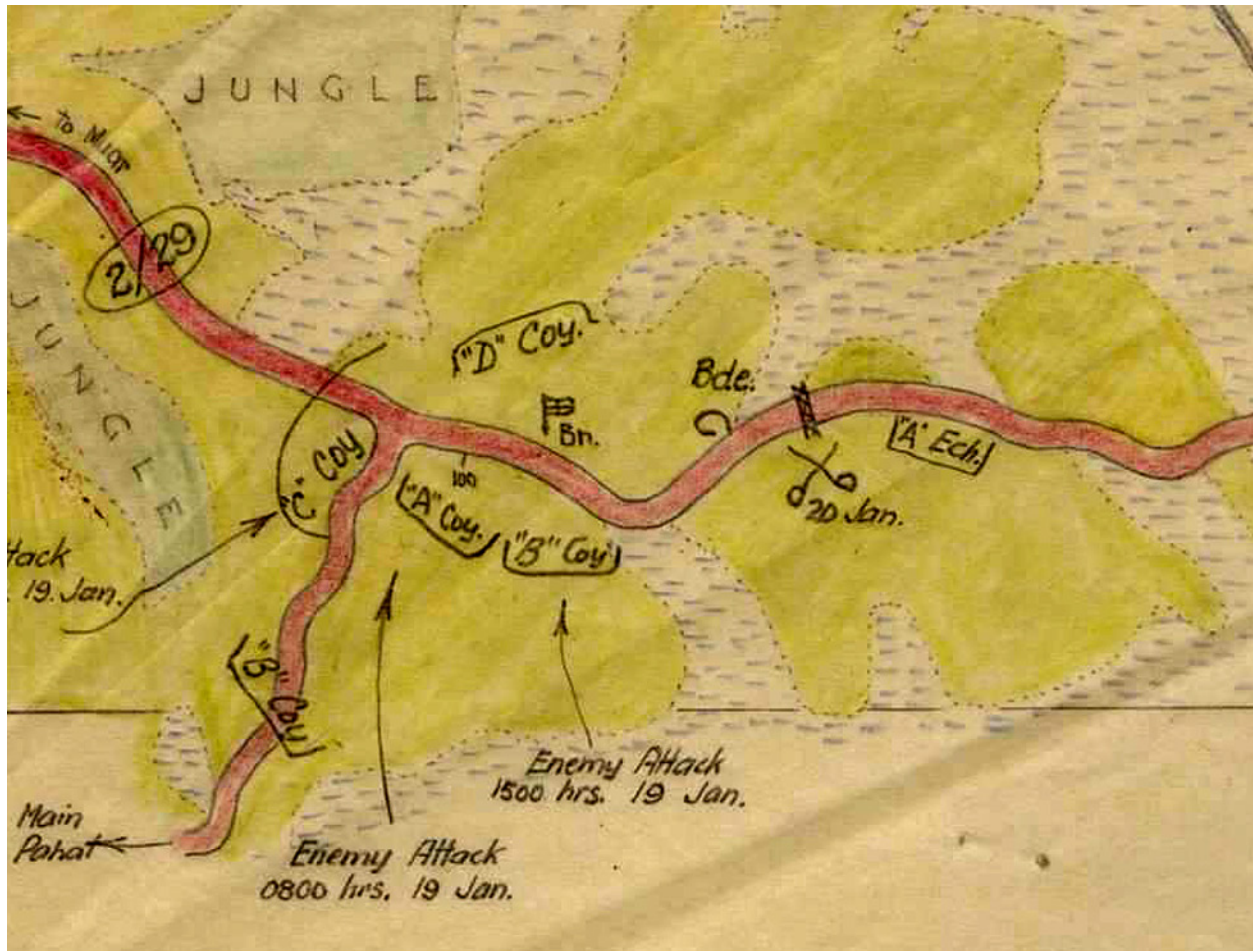 JUNGLE
← to Muar
2/29
JUNGLE
"D" Coy.
Bde.
Bn.
"A" Ech.
"C" Coy
100
"A" Coy.
"B" Coy
20 Jan.
19. Jan.
"B" Coy
Enemy Attack
1500 hrs. 19 Jan.
Main
Pahat
Enemy Attack
0800 hrs. 19 Jan.